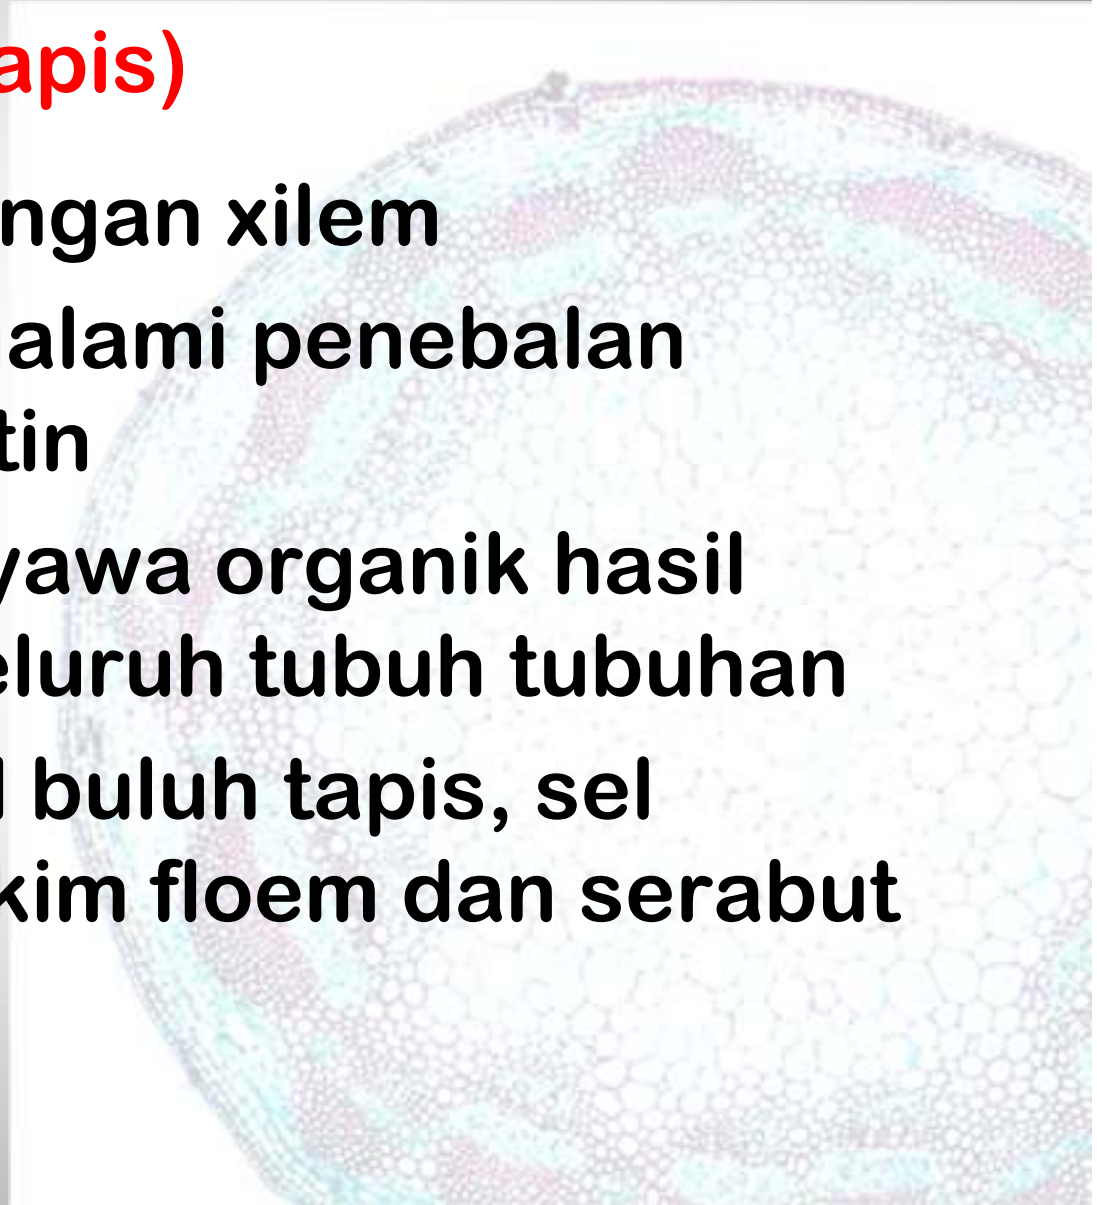 apis)
ngan xilem
alami penebalan
tin
yawa organik hasil
eluruh tubuh tubuhan
buluh tapis, sel
kim floem dan serabut